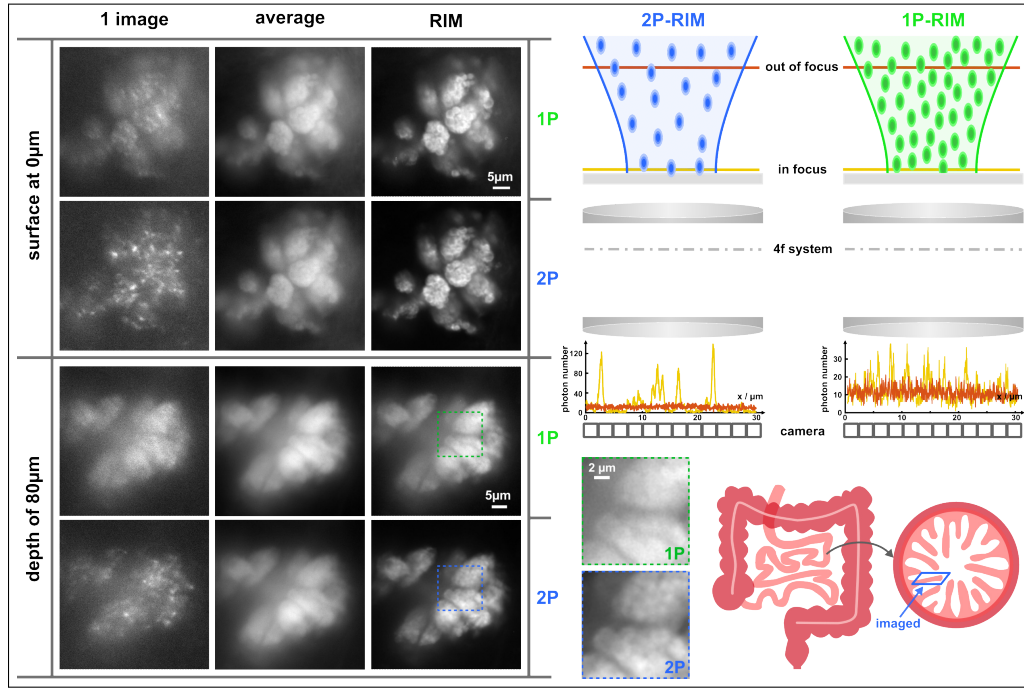 1 image
average
RIM
surface at 0µm
1P
5µm
2P
depth of 80µm
1P
5µm
2P
2P-RIM
1P-RIM
out of focus
in focus
4f system
photon number
120
80
40
0
0
10
20
30
x / µm
photon number
30
20
10
0
0
10
20
30
x / µm
camera
2 µm
1P
2P
imaged